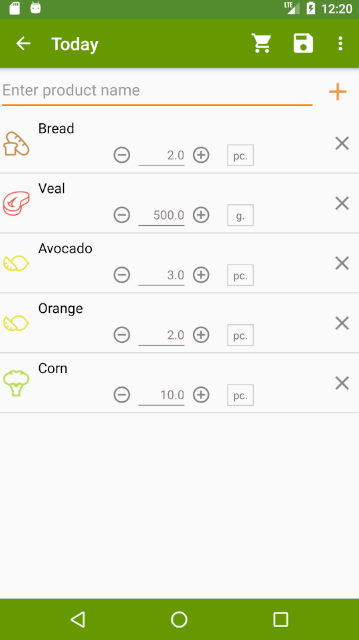 LTE 12:20
Today
Enter product name
Bread
2.0 pc.
Veal
500.0 g.
Avocado
3.0 pc.
Orange
2.0 pc.
Corn
10.0 pc.